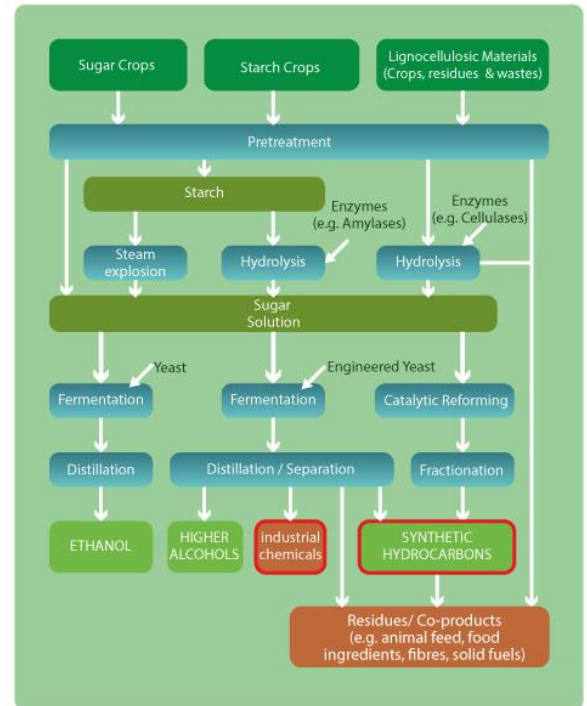 Sugar Crops
Starch Crops
Lignocellulosic Materials
(Crops, residues & wastes)
Pretreatment
Starch
Enzymes
(e.g. Amylases)
Enzymes
(e.g. Cellulases)
Steam
explosion
Hydrolysis
Hydrolysis
Sugar
Solution
Yeast
Engineered Yeast
Fermentation
Fermentation
Catalytic Reforming
Distillation
Distillation / Separation
Fractionation
ETHANOL
HIGHER
ALCOHOLS
industrial
chemicals
SYNTHETIC
HYDROCARBONS
Residues/ Co-products
(e.g. animal feed, food
ingredients, fibres, solid fuels)